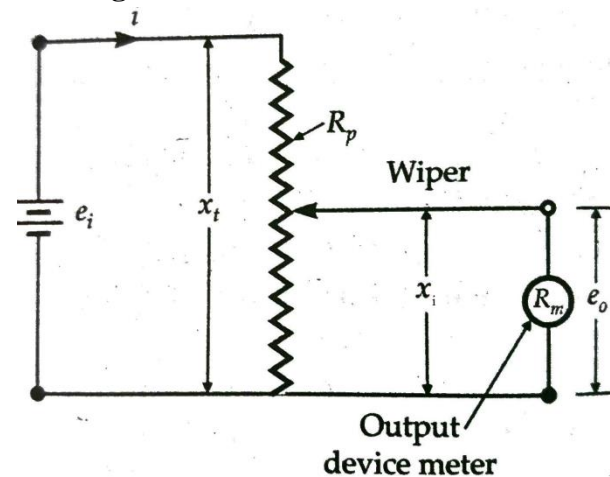 i
R_p
Wiper
e_i
x_t
x_i
R_m
e_o
Output
device meter